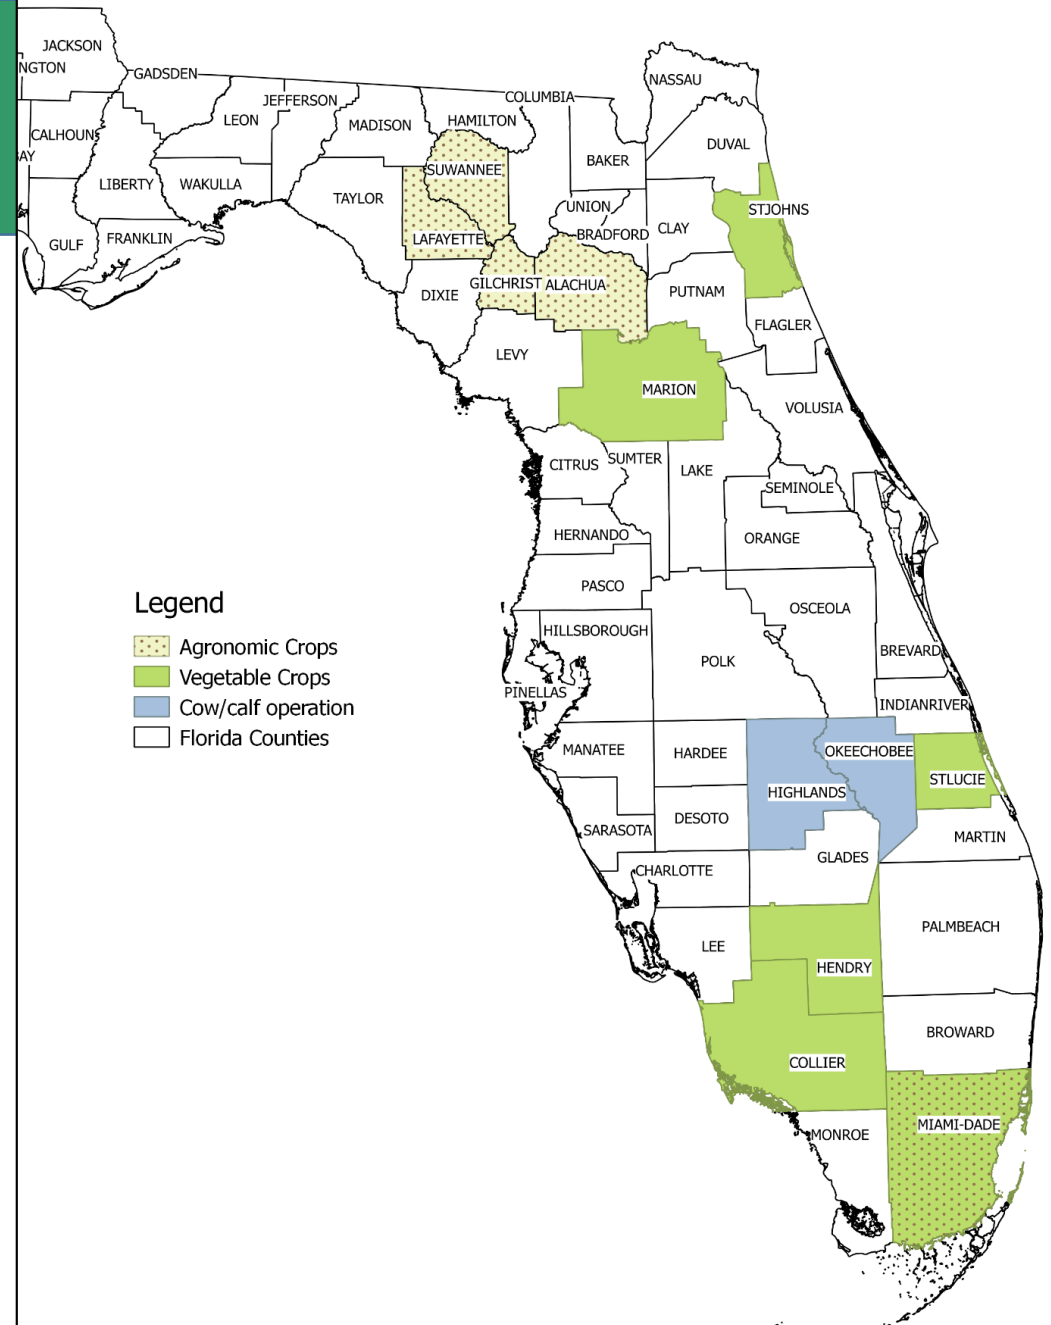 JACKSON
NGTON
GADSDEN
NASSAU
COLUMBIA
JEFFERSON
LEON
MADISON
HAMILTON
CALHOUN
DUVAL
AY
BAKER
SUWANNEE
LIBERTY
WAKULLA
TAYLOR
UNION
STJOHNS
BRADFORD
CLAY
GULF
FRANKLIN
LAFAYETTE
GILCHRIST
ALACHUA
DIXIE
PUTNAM
FLAGLER
LEVY
MARION
VOLUSIA
CITRUS
SUMTER
LAKE
SEMINOLE
HERNANDO
ORANGE
PASCO
OSCEOLA
HILLSBOROUGH
POLK
BREVARD
PINELLAS
INDIANRIVER
Legend
Agronomic Crops
Vegetable Crops
Cow/calf operation
Florida Counties
MANATEE
HARDEE
OKEECHOBEE
STLUCIE
HIGHLANDS
DESOTO
SARASOTA
MARTIN
GLADES
CHARLOTTE
PALMBEACH
LEE
HENDRY
BROWARD
COLLIER
MIAMI-DADE
MONROE